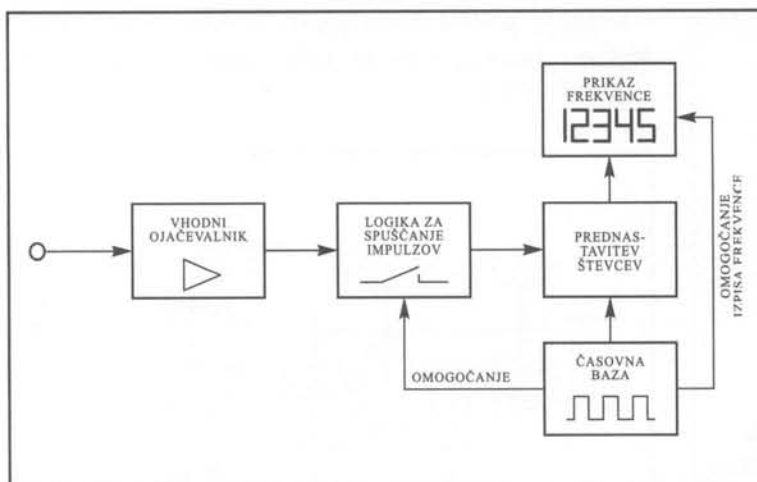 PRIKAZ
FREKVENCE
12345
VHODNI
OJAČEVALNIK
LOGIKA ZA
SPUŠČANJE
IMPULZOV
PREDNAS-
TAVITEV
ŠTEVCEV
OMOGOČANJE
IZPISA FREKVENCE
OMOGOČANJE
ČASOVNA
BAZA